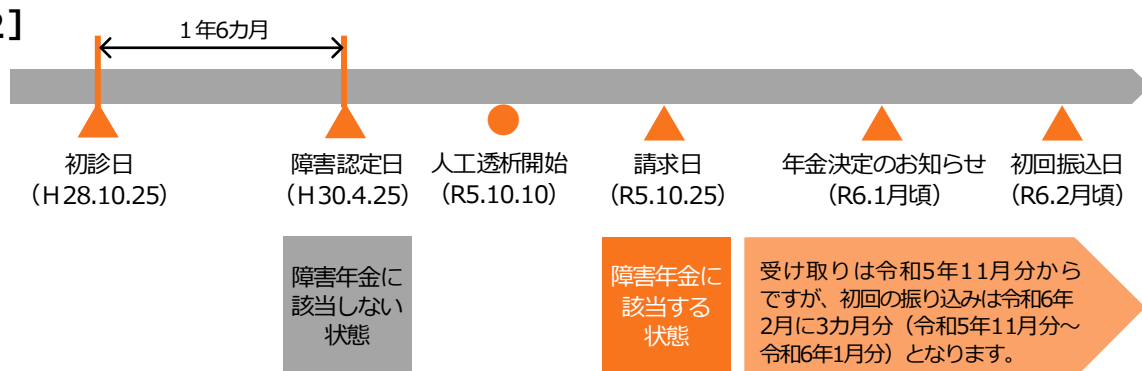 2]
1年6カ月
初診日
(H28.10.25)
障害認定日
(H30.4.25)
人工透析開始
(R5.10.10)
請求日
(R5.10.25)
年金決定のお知らせ
(R6.1月頃)
初回振込日
(R6.2月頃)
障害年金に
該当しない
状態
障害年金に
該当する
状態
受け取りは令和5年11月分から
ですが、初回の振り込みは令和6年
2月に3カ月分（令和5年11月分～
令和6年1月分）となります。